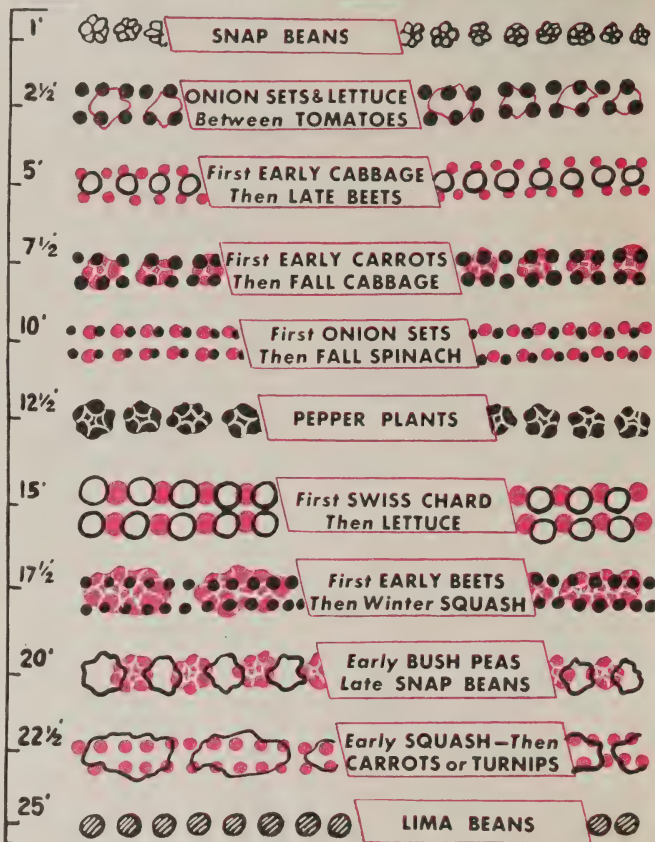 1'
SNAP BEANS
2½'
ONION SETS & LETTUCE
Between TOMATOES
5'
First EARLY CABBAGE
Then LATE BEETS
7½'
First EARLY CARROTS
Then FALL CABBAGE
10'
First ONION SETS
Then FALL SPINACH
12½'
PEPPER PLANTS
15'
First SWISS CHARD
Then LETTUCE
17½'
First EARLY BEETS
Then Winter SQUASH
20'
Early BUSH PEAS
Late SNAP BEANS
22½'
Early SQUASH—Then
CARROTS or TURNIPS
25'
LIMA BEANS